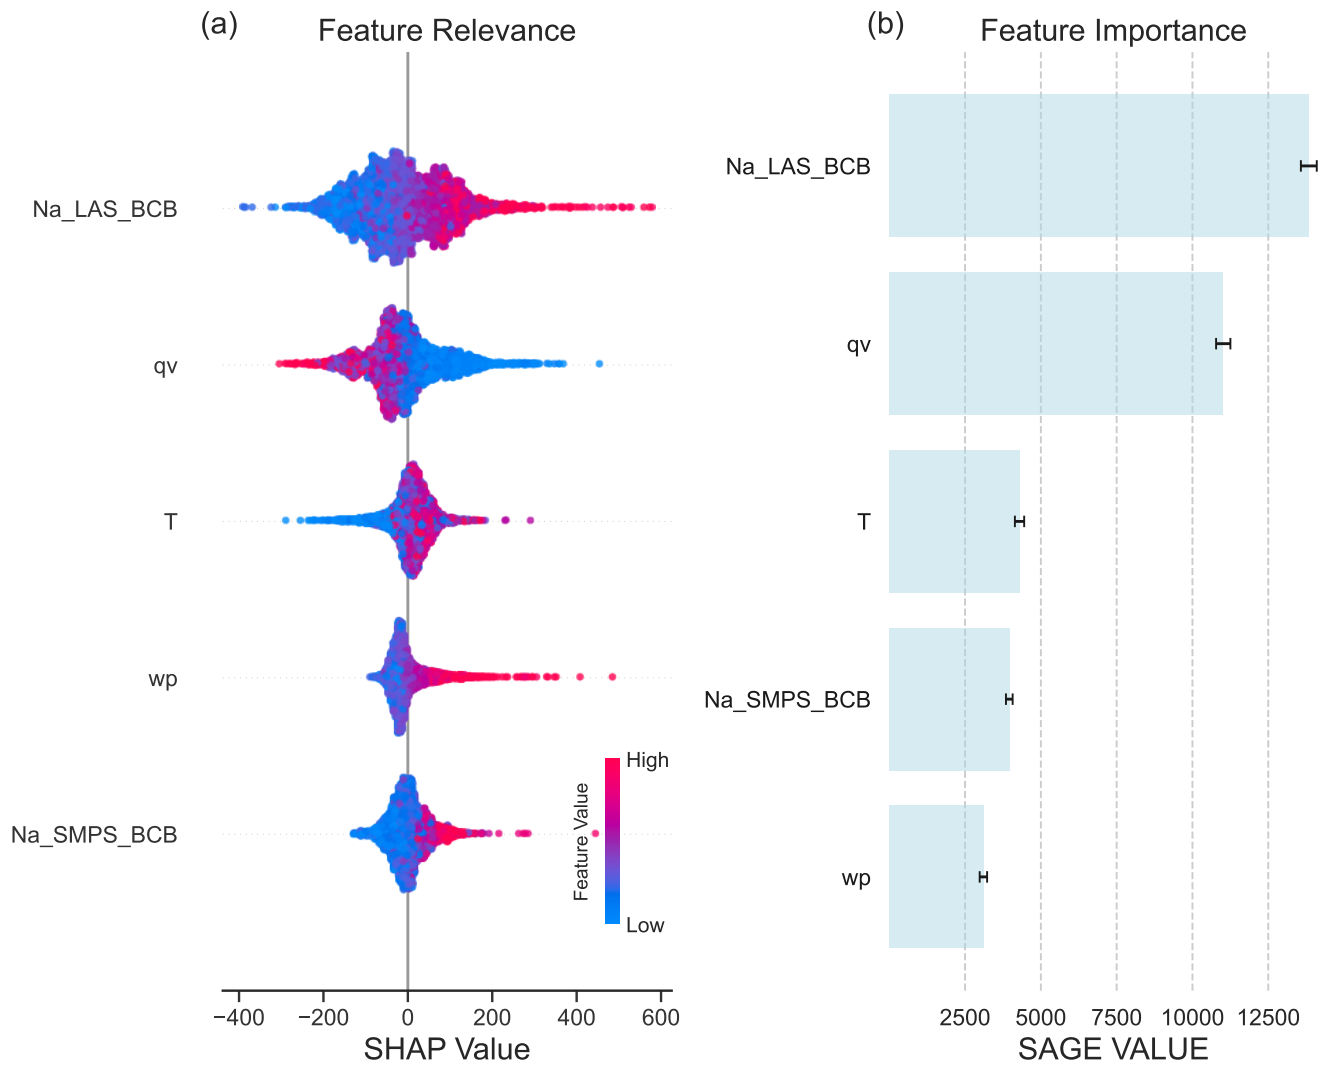 (a)
Feature Relevance
Na_LAS_BCB
qv
T
wp
Na_SMPS_BCB
High
Feature Value
Low
−400
−200
0
200
400
600
SHAP Value
(b)
Feature Importance
Na_LAS_BCB
qv
T
Na_SMPS_BCB
wp
2500
5000
7500
10000
12500
SAGE VALUE